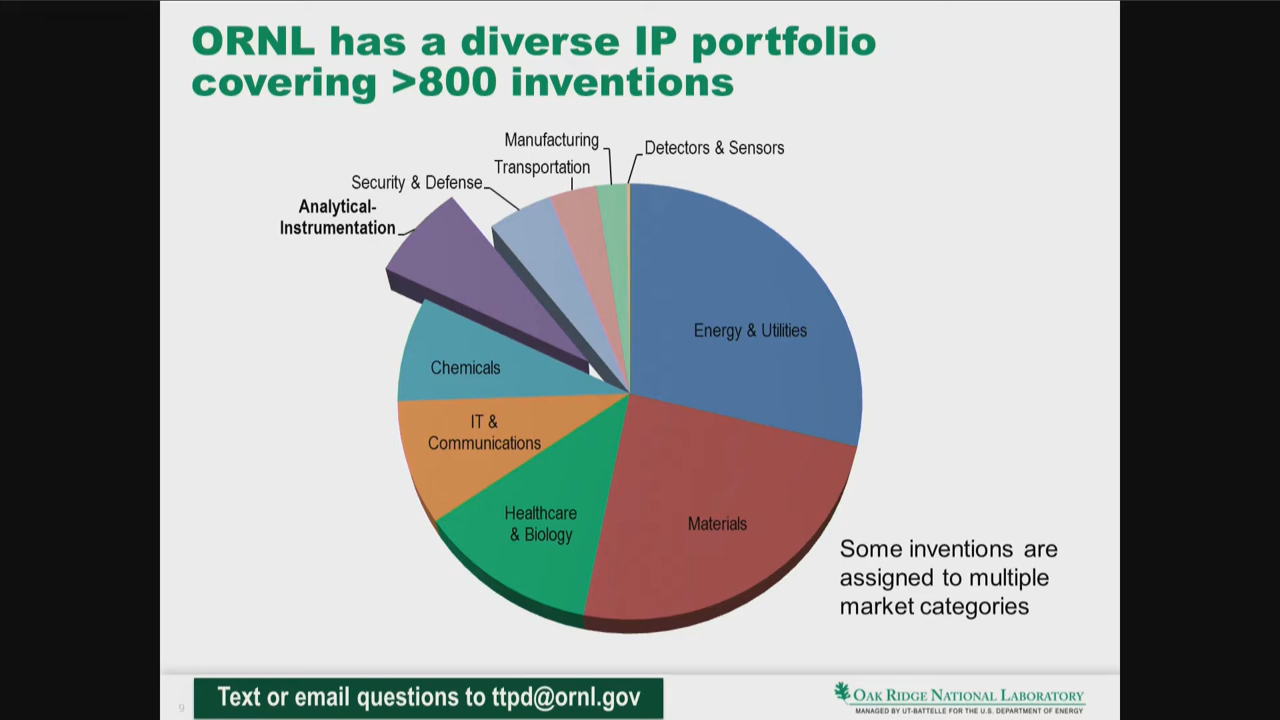 ORNL has a diverse IP portfolio
covering >800 inventions
Manufacturing
Detectors & Sensors
Transportation
Security & Defense
Analytical-
Instrumentation
Energy & Utilities
Chemicals
IT &
Communications
Healthcare
& Biology
Materials
Some inventions are
assigned to multiple
market categories
9
Text or email questions to ttpd@ornl.gov
OAK RIDGE NATIONAL LABORATORY
MANAGED BY UT-BATTELLE FOR THE U.S. DEPARTMENT OF ENERGY